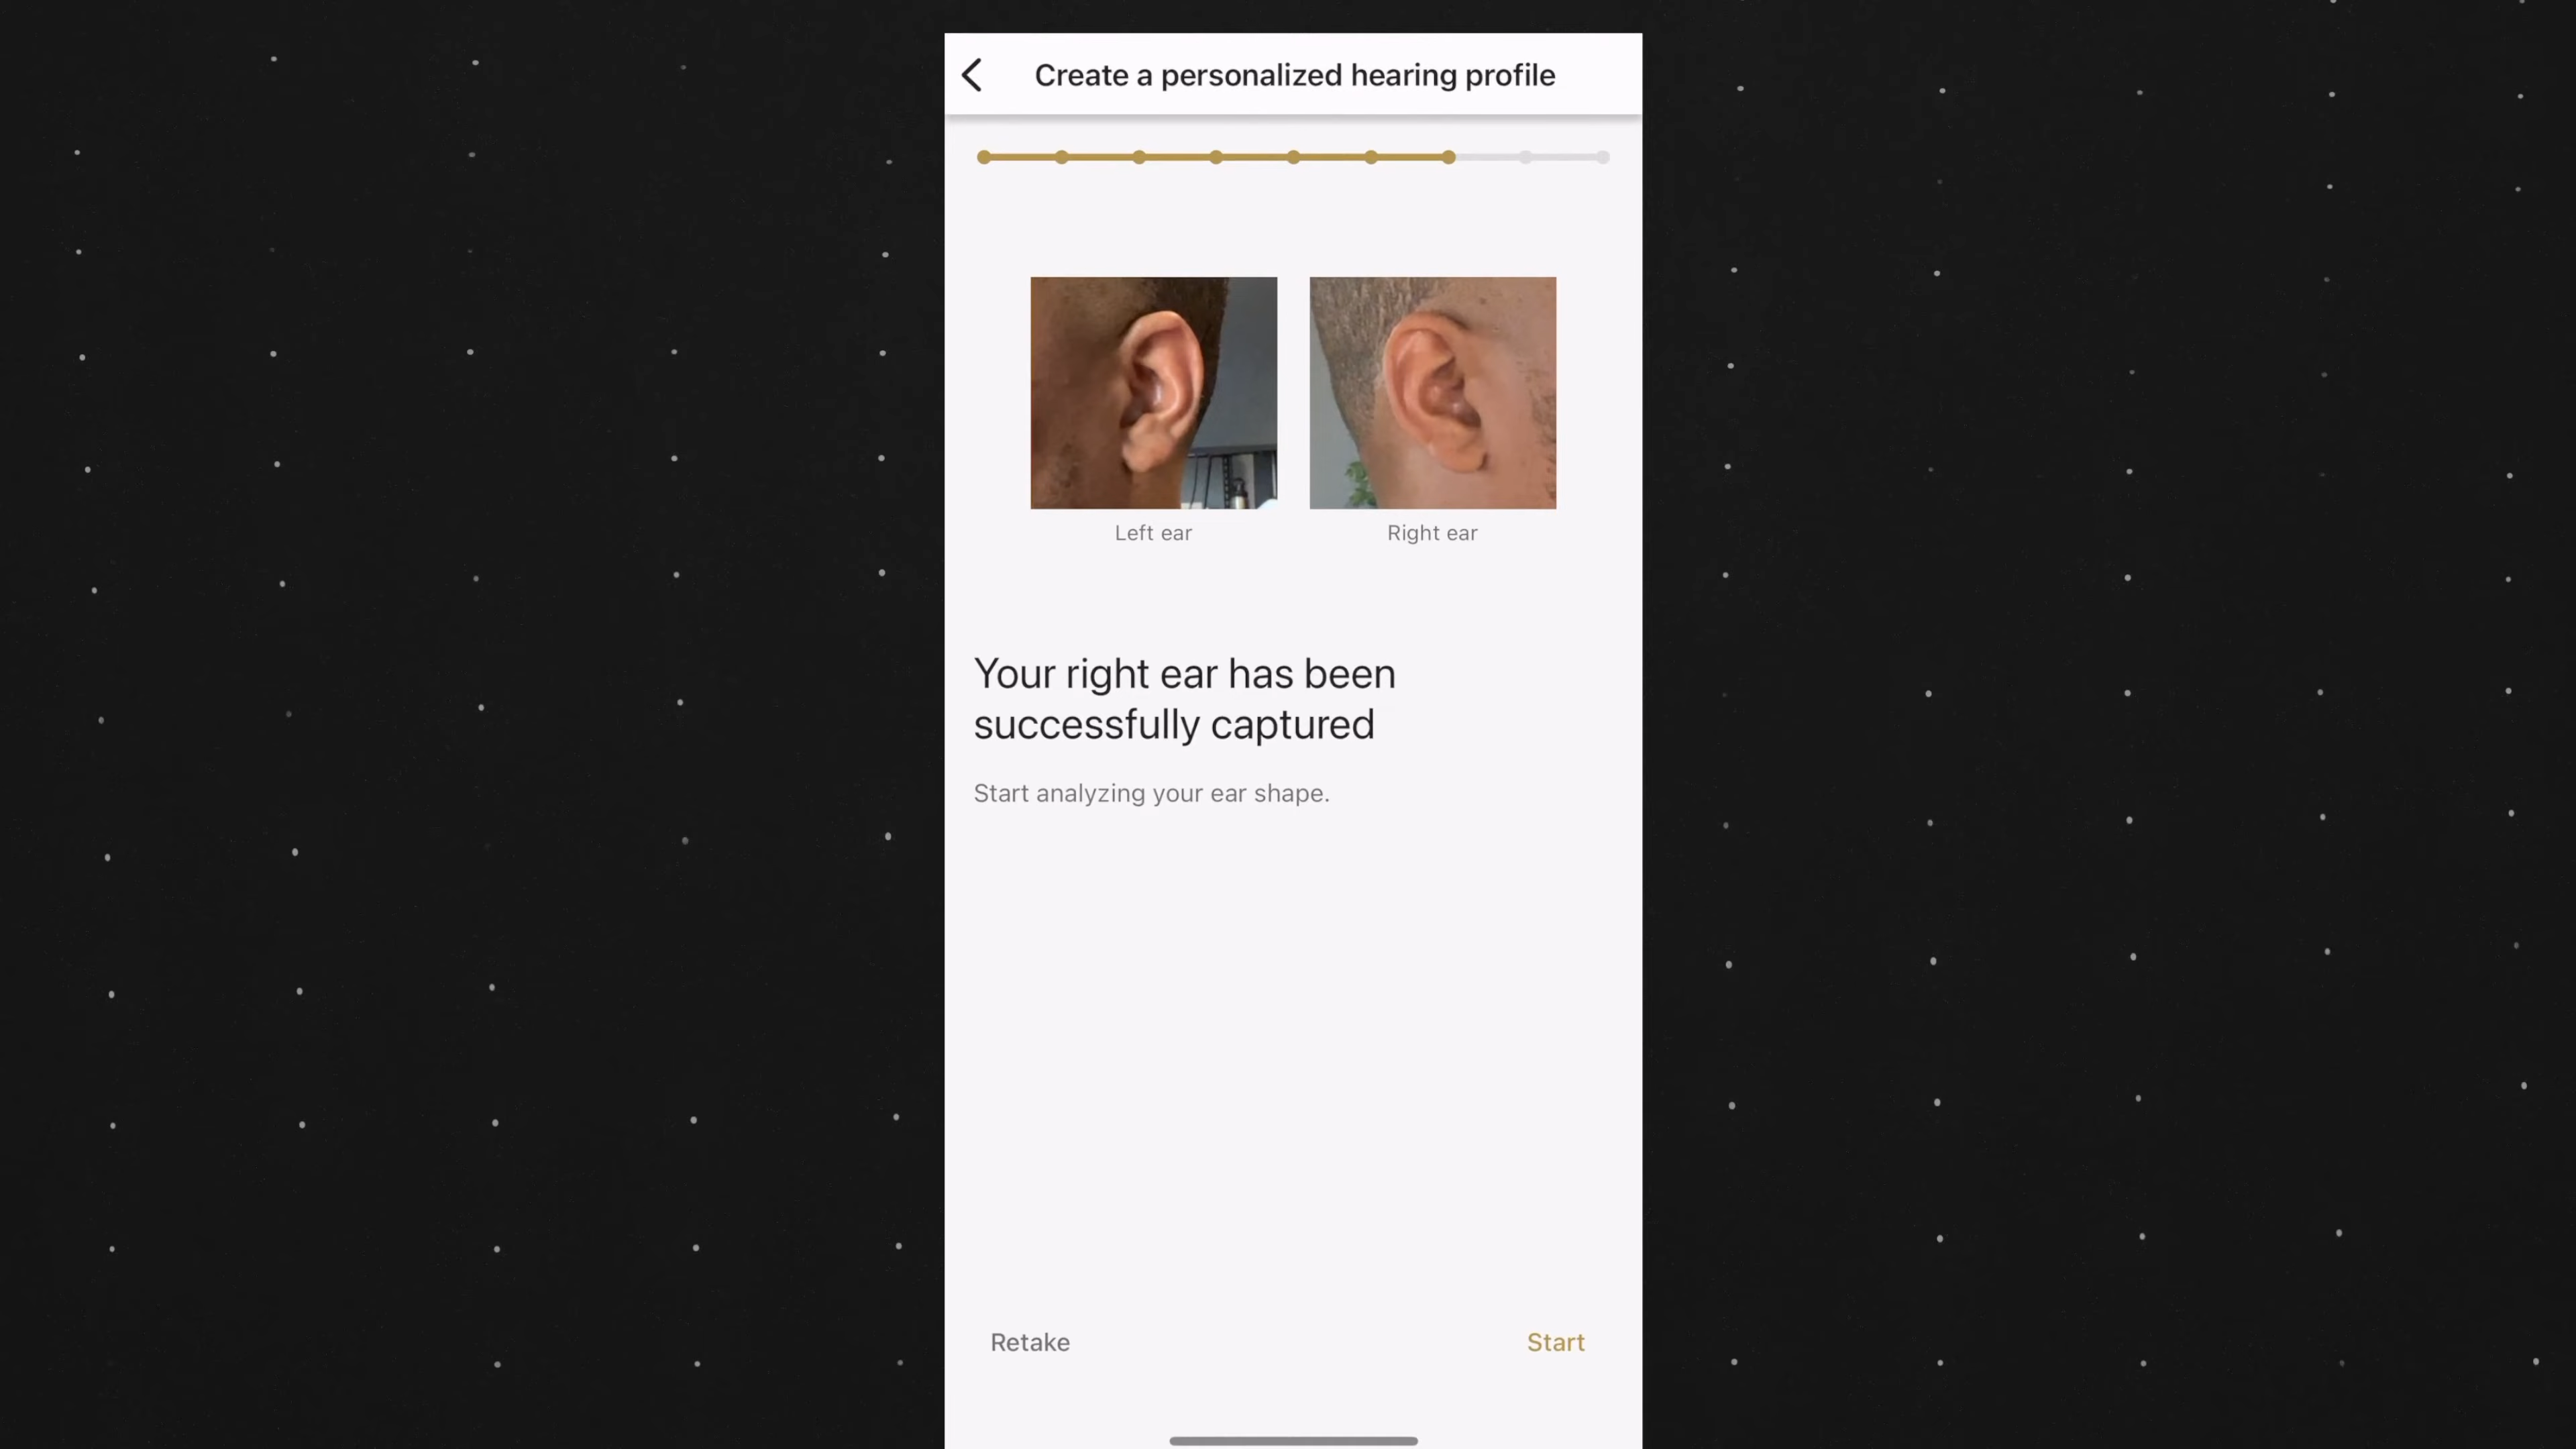 Create a personalized hearing profile
Left ear
Right ear
Your right ear has been
successfully captured
Start analyzing your ear shape.
Retake
Start